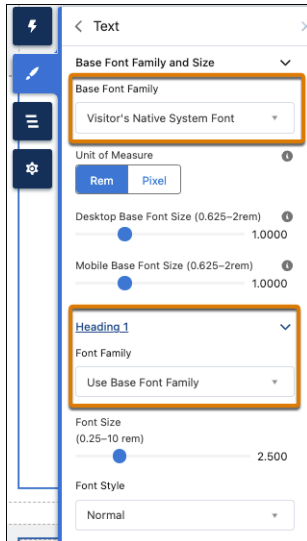 Text
Base Font Family and Size
Base Font Family
Visitor's Native System Font
Unit of Measure
Rem Pixel
Desktop Base Font Size (0.625–2rem)
1.0000
Mobile Base Font Size (0.625–2rem)
1.0000
Heading 1
Font Family
Use Base Font Family
Font Size
(0.25–10 rem)
2.500
Font Style
Normal